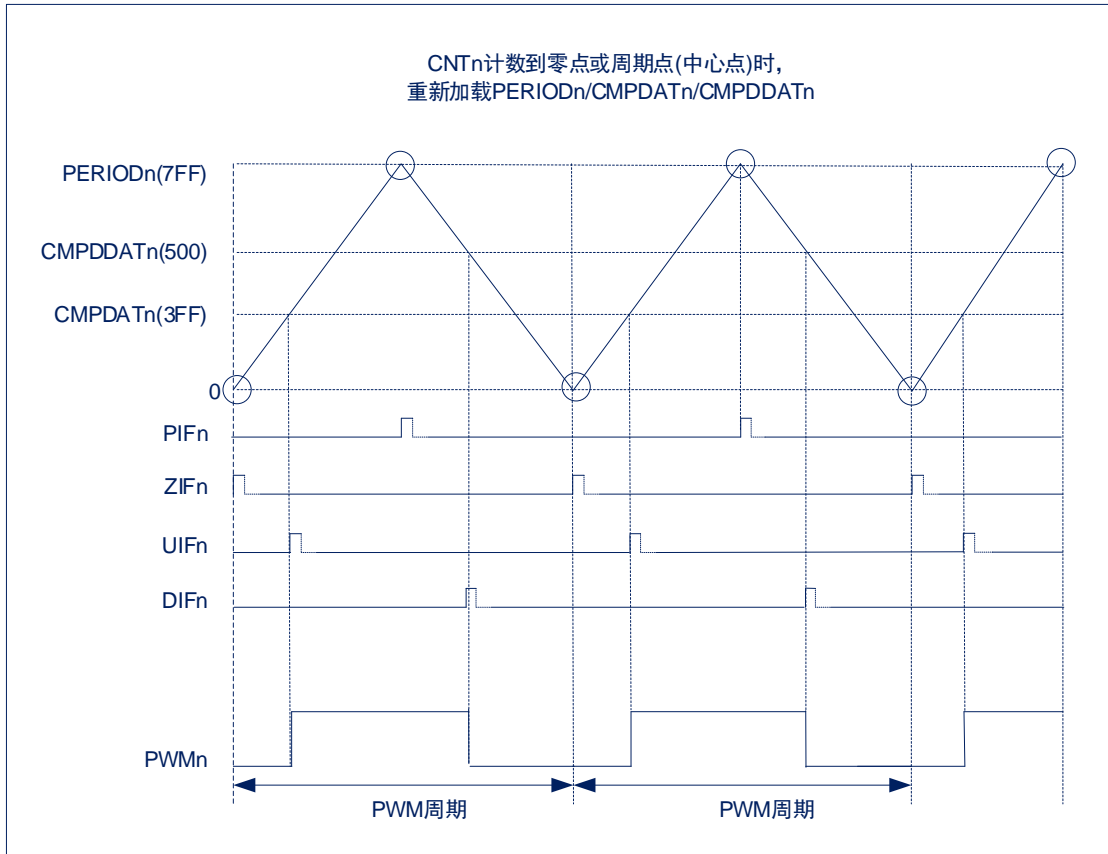 CNTn计数到零点或周期点(中心点)时，
重新加载PERIODn/CMPDATn/CMPDDATn
PERIODn(7FF)
CMPDDATn(500)
CMPDATn(3FF)
0
PIFn
ZIFn
UIFn
DIFn
PWMn
PWM周期 PWM周期